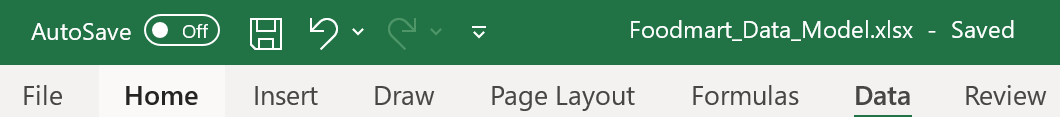 AutoSave Off Foodmart_Data_Model.xlsx - Saved
File Home Insert Draw Page Layout Formulas Data Review